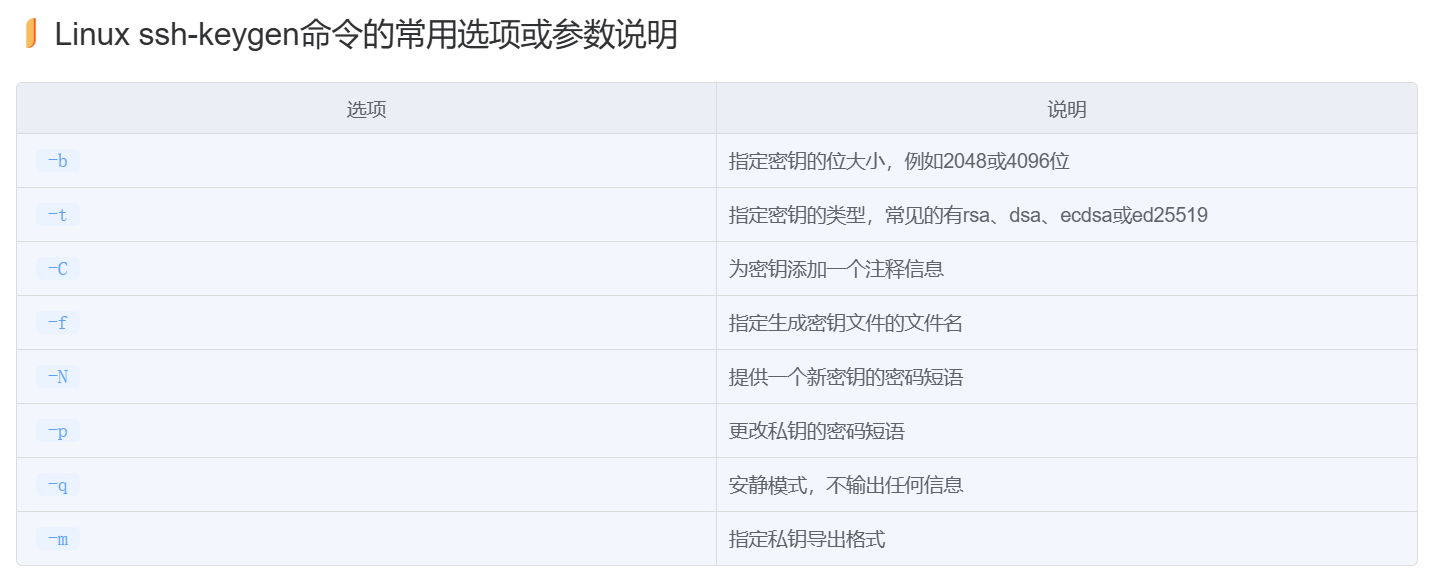 Linux ssh-keygen命令的常用选项或参数说明
选项 说明
-b 指定密钥的位大小，例如2048或4096位
-t 指定密钥的类型，常见的有rsa、dsa、ecdsa或ed25519
-C 为密钥添加一个注释信息
-f 指定生成密钥文件的文件名
-N 提供一个新密钥的密码短语
-p 更改私钥的密码短语
-q 安静模式，不输出任何信息
-m 指定私钥导出格式